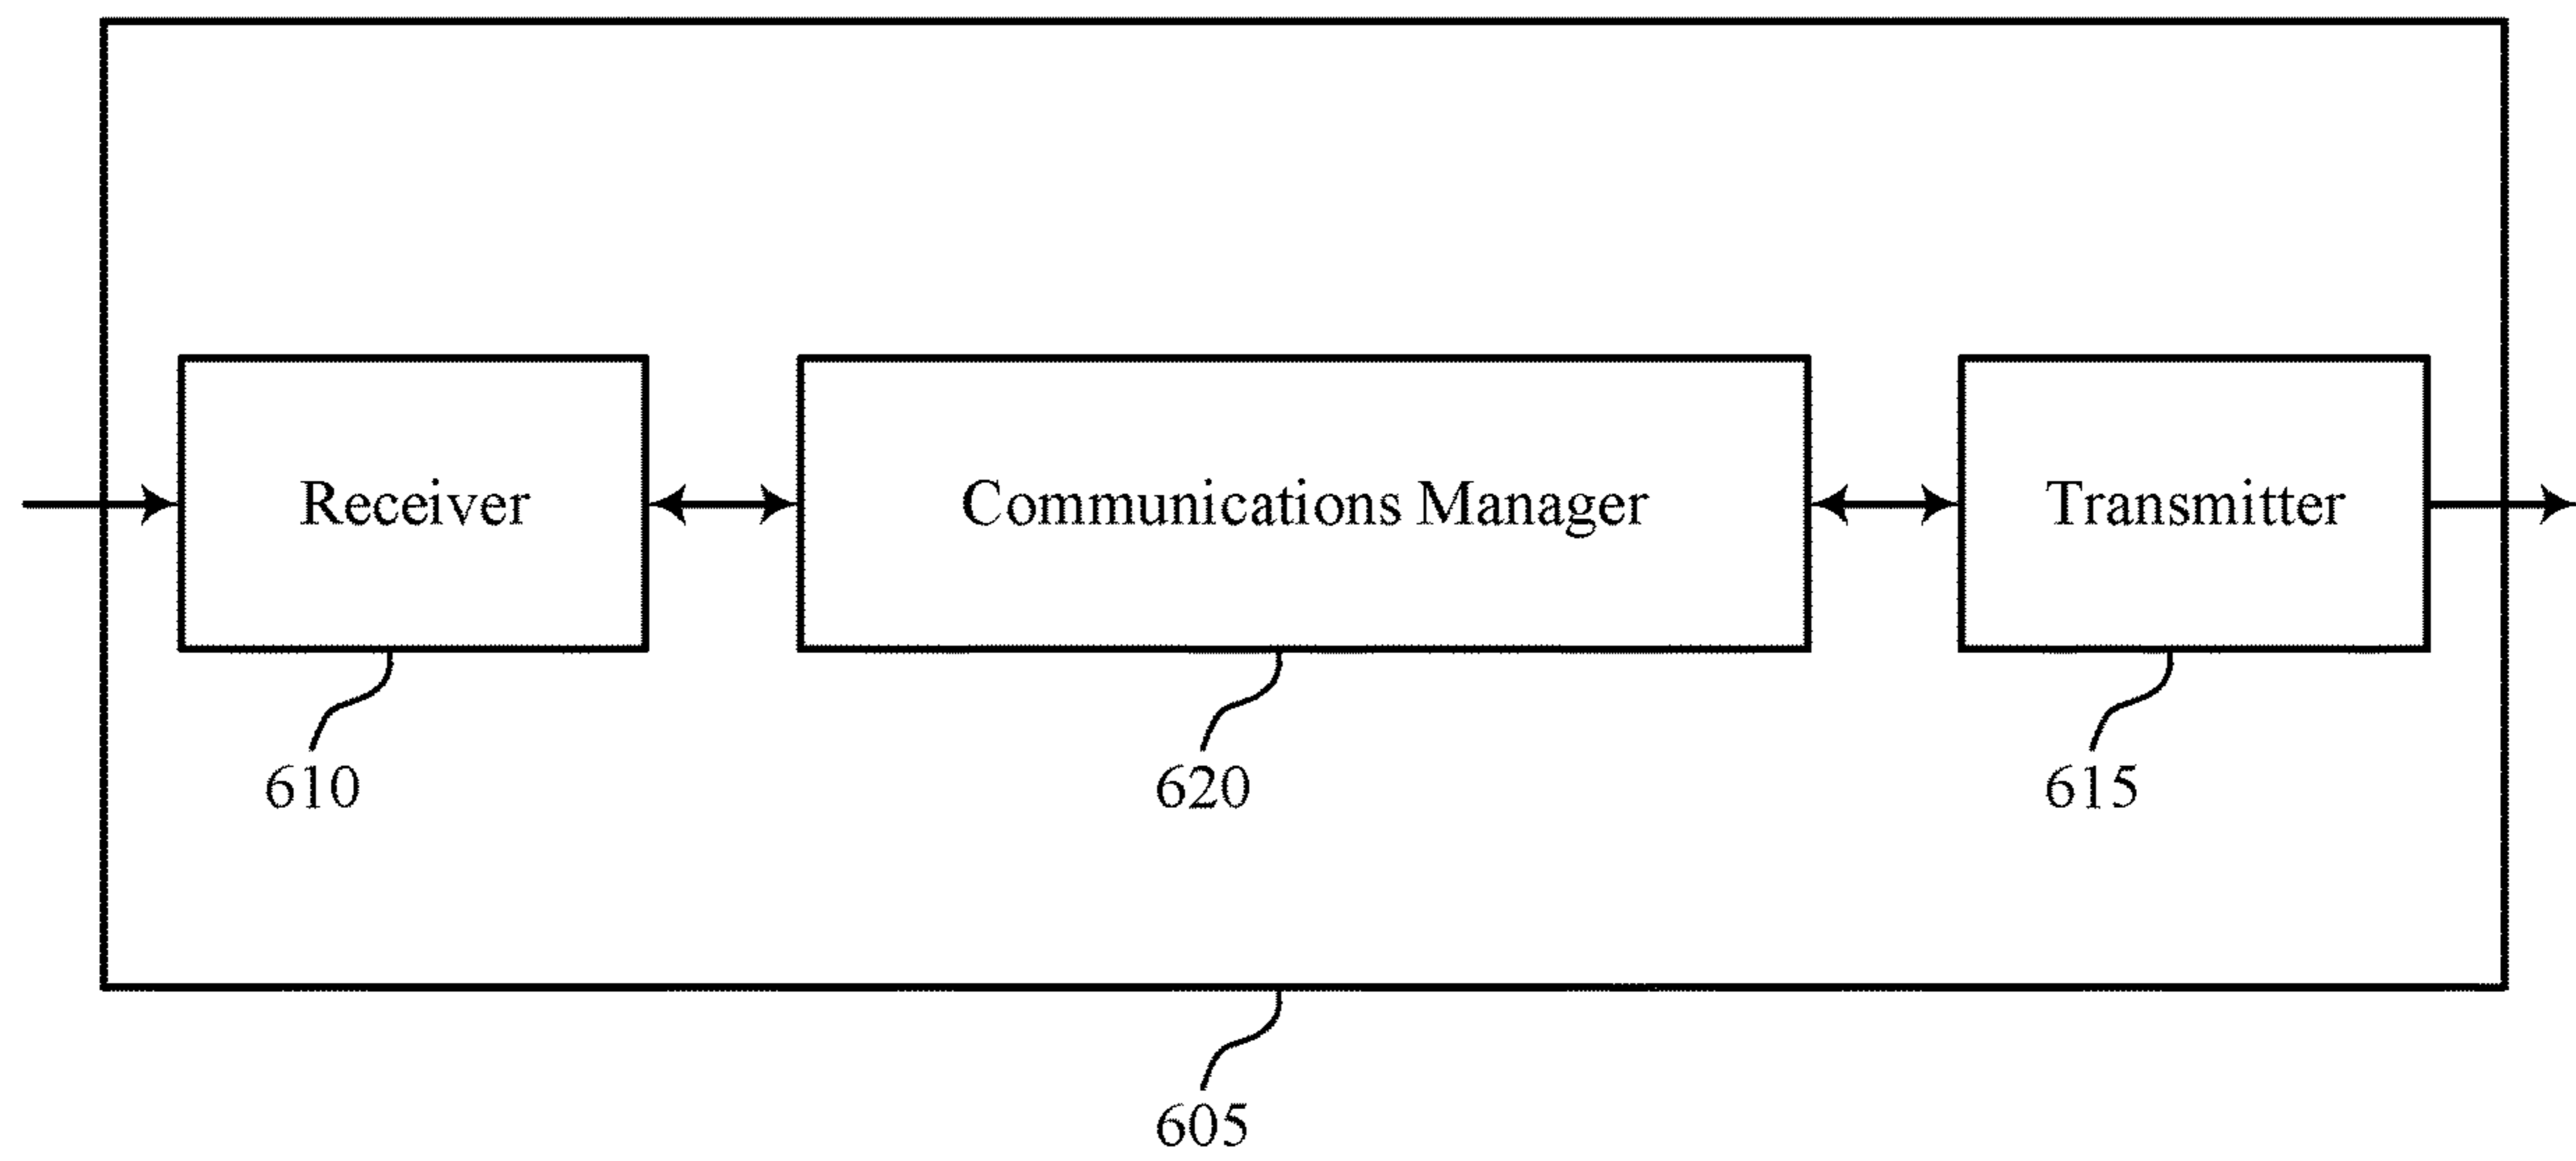 Receiver
Communications Manager
Transmitter
610
620
615
605